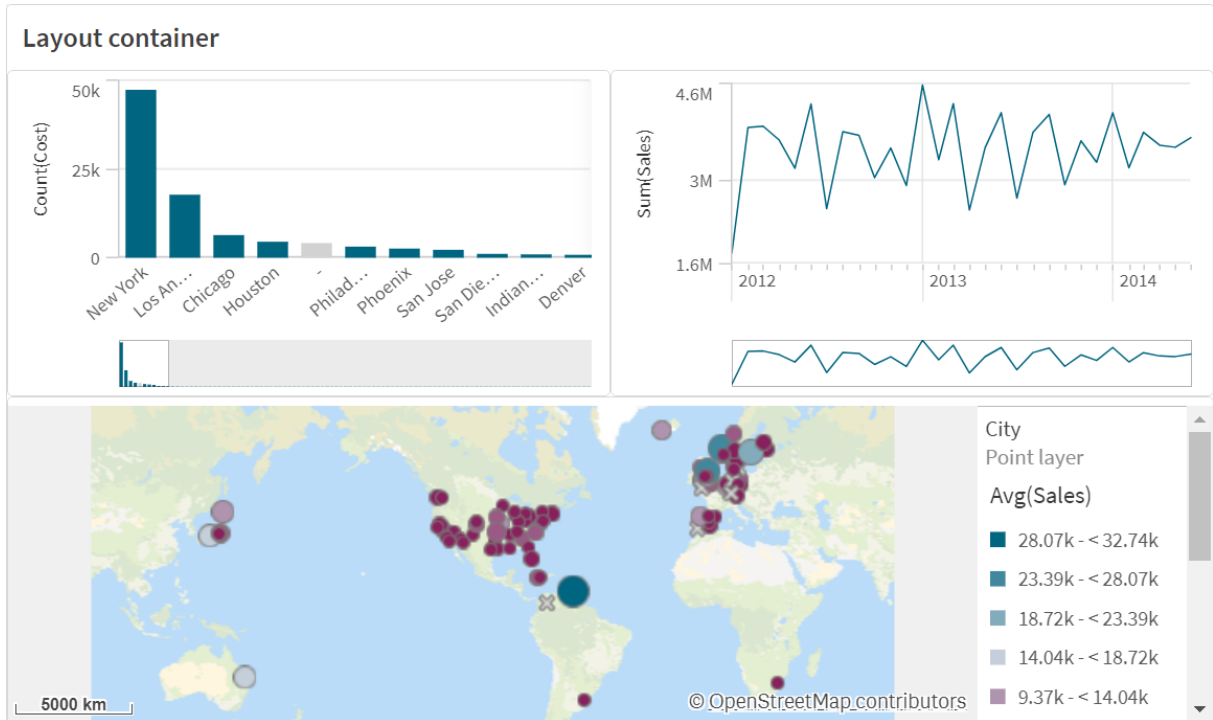 Layout container
50k
25k
0
Count(Cost)
New York
Los An...
Chicago
Houston
-
Philad...
Phoenix
San Jose
San Die...
Indian...
Denver
4.6M
3M
1.6M
Sum(Sales)
2012
2013
2014
City
Point layer
Avg(Sales)
28.07k - < 32.74k
23.39k - < 28.07k
18.72k - < 23.39k
14.04k - < 18.72k
9.37k - < 14.04k
5000 km
© OpenStreetMap contributors